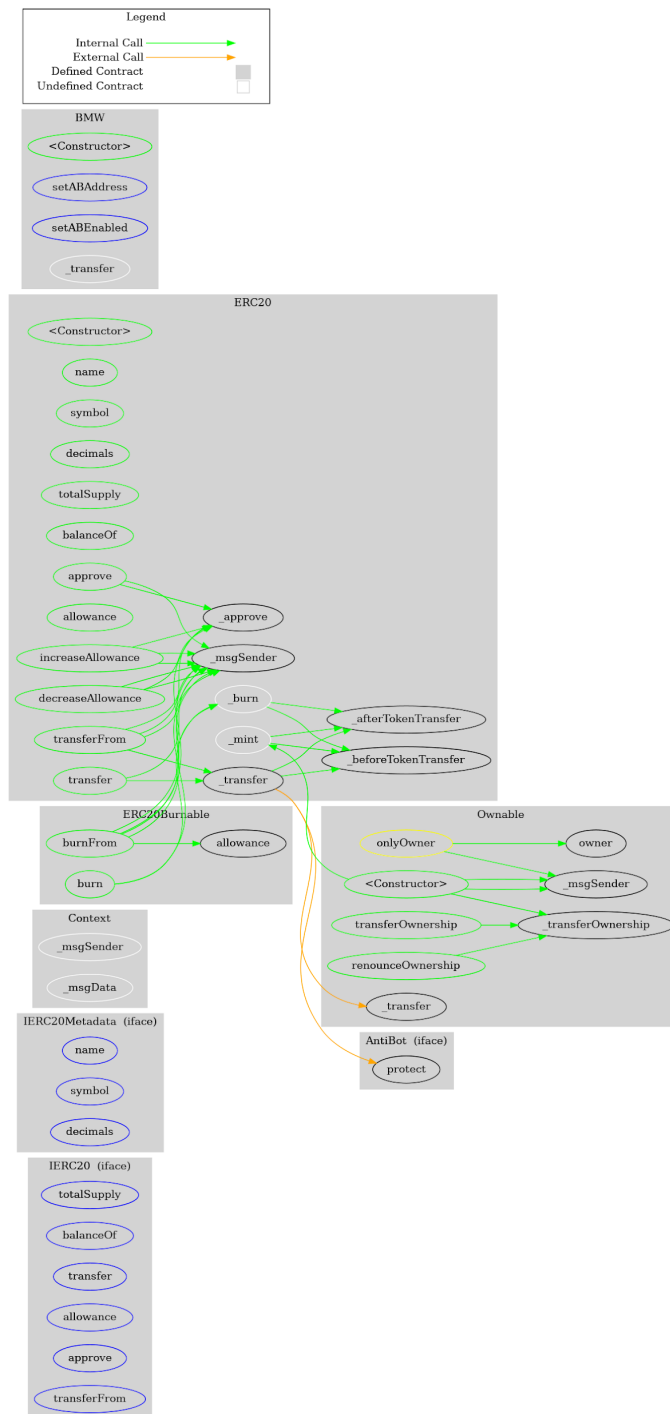 Legend
Internal Call
External Call
Defined Contract
Undefined Contract
BMW
<Constructor>
setABAddress
setABEnabled
_transfer
ERC20
<Constructor>
name
symbol
decimals
totalSupply
balanceOf
approve
allowance
_approve
increaseAllowance
_msgSender
decreaseAllowance
_burn
_afterTokenTransfer
transferFrom
_mint
_beforeTokenTransfer
transfer
_transfer
ERC20Burnable
burnFrom
allowance
burn
Ownable
onlyOwner
owner
<Constructor>
_msgSender
transferOwnership
_transferOwnership
renounceOwnership
_transfer
Context
_msgSender
_msgData
AntiBot (iface)
protect
IERC20Metadata (iface)
name
symbol
decimals
IERC20 (iface)
totalSupply
balanceOf
transfer
allowance
approve
transferFrom